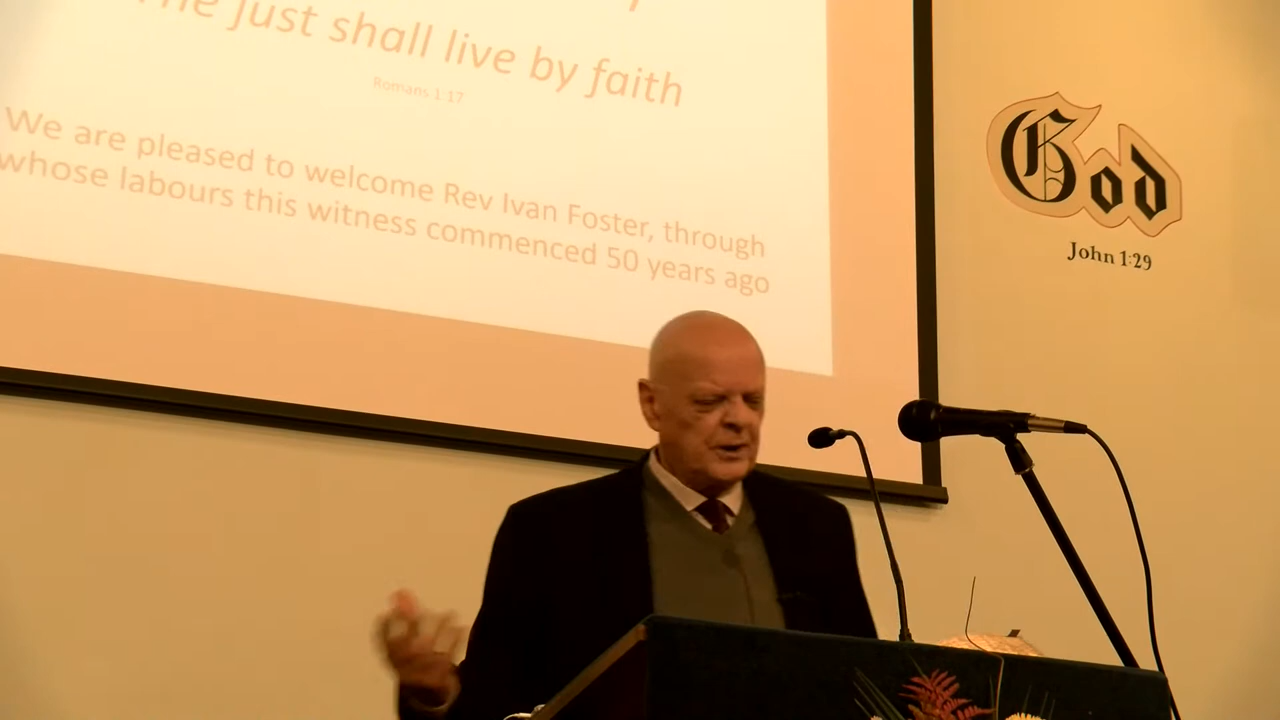 The just shall live by faith
Romans 1:17
We are pleased to welcome Rev Ivan Foster, through
whose labours this witness commenced 50 years ago
God
John 1:29